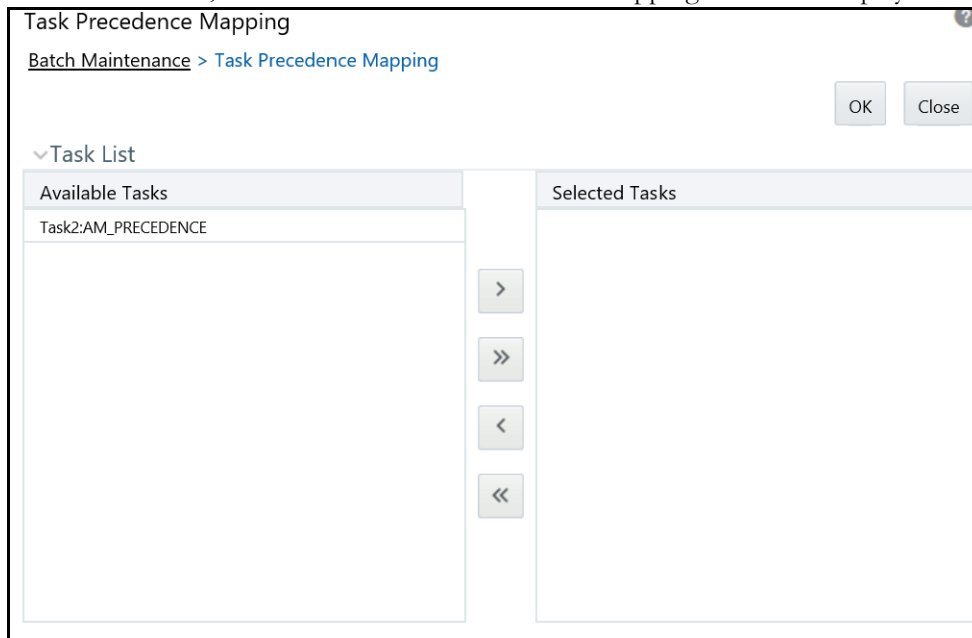 Task Precedence Mapping
?
Batch Maintenance > Task Precedence Mapping
OK Close
Task List
Available Tasks Selected Tasks
Task2:AM_PRECEDENCE
>
»
<
«